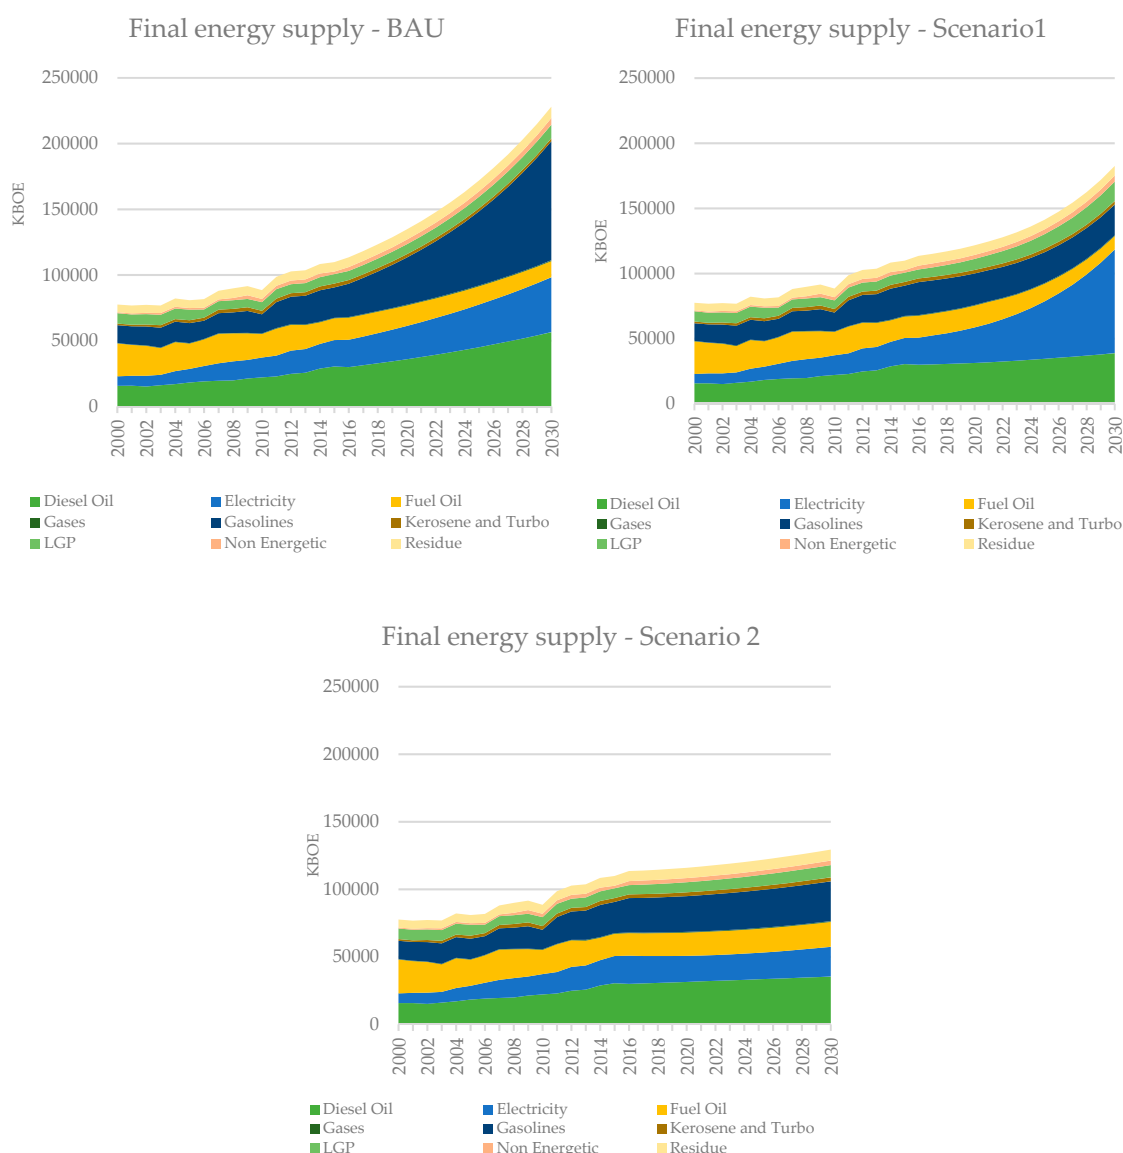 Final energy supply - BAU
KBOE
250000
200000
150000
100000
50000
0
2000 2002 2004 2006 2008 2010 2012 2014 2016 2018 2020 2022 2024 2026 2028 2030
Diesel Oil Electricity Fuel Oil
Gases Gasolines Kerosene and Turbo
LGP Non Energetic Residue
Final energy supply - Scenario1
KBOE
250000
200000
150000
100000
50000
0
2000 2002 2004 2006 2008 2010 2012 2014 2016 2018 2020 2022 2024 2026 2028 2030
Diesel Oil Electricity Fuel Oil
Gases Gasolines Kerosene and Turbo
LGP Non Energetic Residue
Final energy supply - Scenario 2
KBOE
250000
200000
150000
100000
50000
0
2000 2002 2004 2006 2008 2010 2012 2014 2016 2018 2020 2022 2024 2026 2028 2030
Diesel Oil Electricity Fuel Oil
Gases Gasolines Kerosene and Turbo
LGP Non Energetic Residue